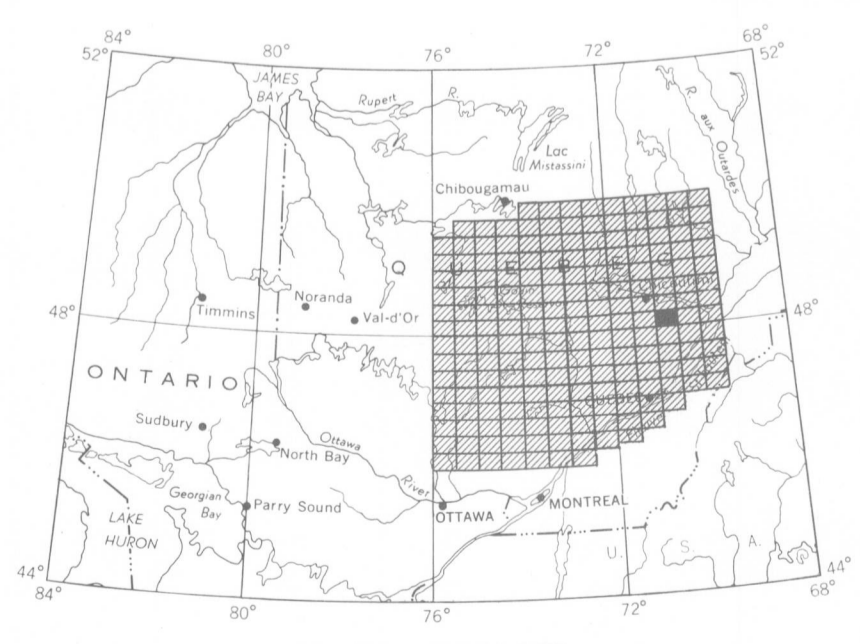 84°
80°
76°
72°
68°
52°
52°
JAMES
BAY
Rupert R.
R. aux Outardes
Lac
Mistassini
Chibougamau
Q U E B E C
Chicoutimi
Noranda
Timmins
Val-d'Or
48°
48°
ONTARIO
QUEBEC
Sudbury
Ottawa
River
North Bay
Georgian
Bay
Parry Sound
OTTAWA
MONTREAL
LAKE
HURON
U. S. A.
44°
44°
84°
80°
76°
72°
68°